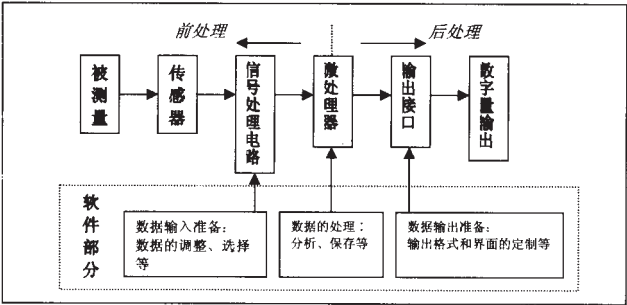 前处理
后处理
被测量
传感器
信号处理电路
微处理器
输出接口
数字量输出
软件部分
数据输入准备：
数据的调整、选择
等
数据的处理：
分析、保存等
数据输出准备：
输出格式和界面的定制等